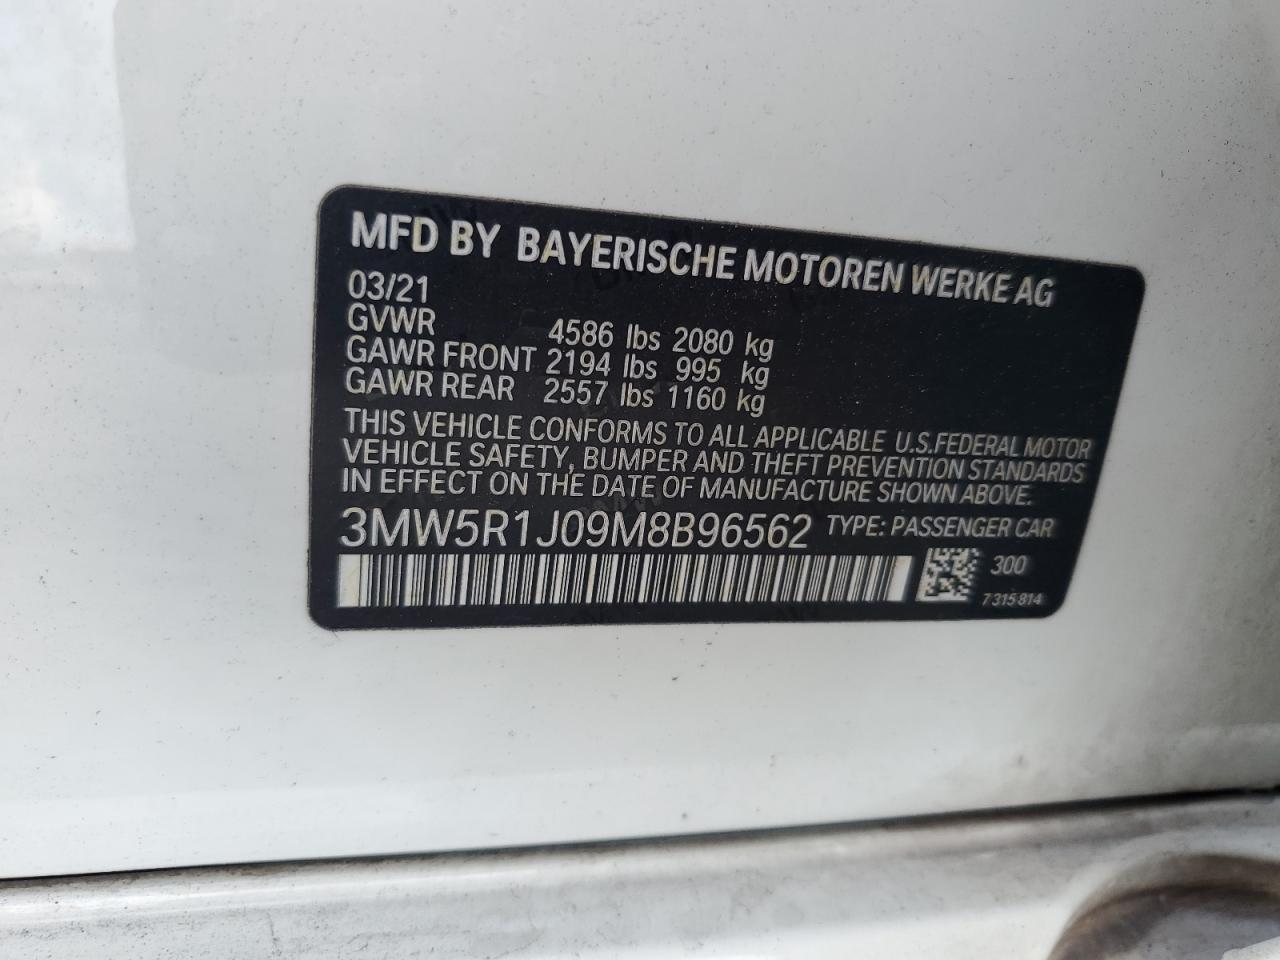 MFD BY BAYERISCHE MOTOREN WERKE AG
03/21
GVWR 4586 lbs 2080 kg
GAWR FRONT 2194 lbs 995 kg
GAWR REAR 2557 lbs 1160 kg
THIS VEHICLE CONFORMS TO ALL APPLICABLE U.S.FEDERAL MOTOR
VEHICLE SAFETY, BUMPER AND THEFT PREVENTION STANDARDS
IN EFFECT ON THE DATE OF MANUFACTURE SHOWN ABOVE.
3MW5R1J09M8B96562 TYPE: PASSENGER CAR
300
7315814